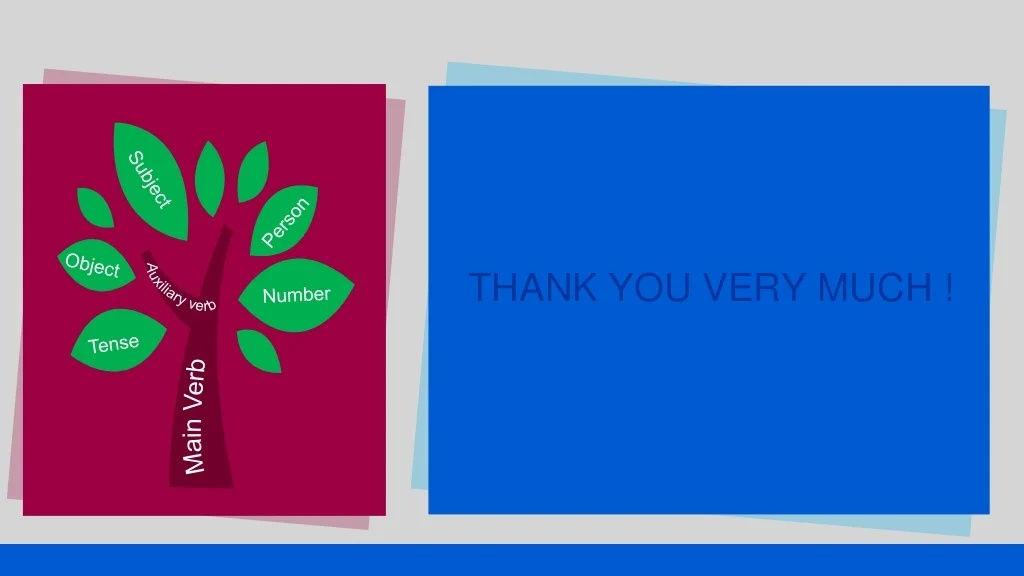 Subject
Person
Object
Auxiliary verb
Number
Tense
Main Verb
THANK YOU VERY MUCH !